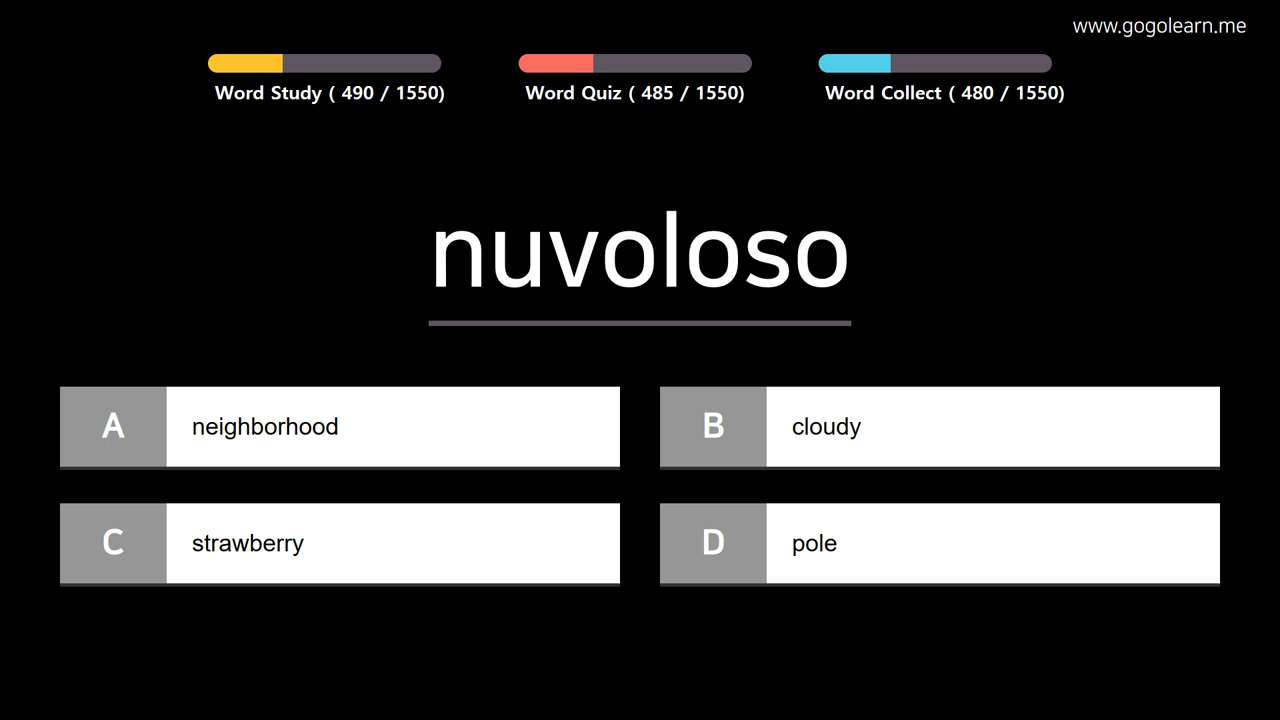 www.gogolearn.me
Word Study ( 490 / 1550)
Word Quiz ( 485 / 1550)
Word Collect ( 480 / 1550)
nuvoloso
A neighborhood
B cloudy
C strawberry
D pole